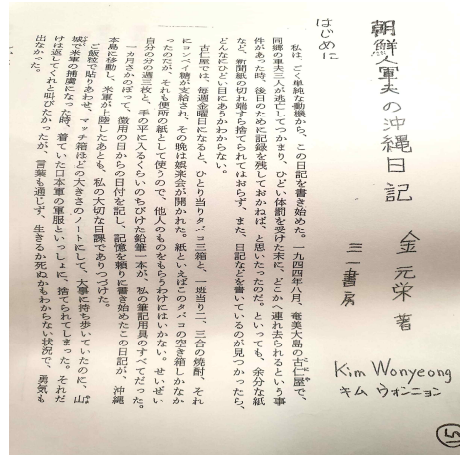 朝鮮人軍夫の沖縄日記
金元栄 著
三一書房
Kim Wonyeong
キム ウォンニョン
はじめに
私はごく単純な動機から、この日記を書き始めた。一九四四年八月、奄美大島の古仁屋で、
同郷の軍夫三人が逃亡してつかまり、ひどい体罰を受けた末に、どこかへ連れ去られるという事
件があった時、後日のために記録を残しておかねば、と思いたったのだ。といっても、余分な紙
など、新聞紙の切れ端すら捨てられてはおらず、また、日記などを書いているのが見つかったら、
どんなにひどい目にあうかわからない。
古仁屋では、毎週金曜日になると、ひとり当りタバコ三箱と、一班当り二、三合の焼酎、それ
にコンペイ糖が支給され、その晩は娯楽会が開かれた。紙といえばこのタバコの空き箱しかなか
ったのだが、それも便所の紙として使うので、他人のものをもらうわけにはいかない。せいぜい
自分の分の週三枚と、手の平に入るくらいのちびけた鉛筆一本が、私の筆記用具のすべてだった。
一カ月さかのぼって、徴用の日からの日付を記し、記憶を頼りに書き始めたこの日記が、沖縄
本島に移動し、米軍が上陸したあとも、私の大切な日課でありつづけた。
ご飯粒で貼りあわせ、マッチ箱ほどの大きさのノートにして、大事に持ち歩いていたのに、山
城で米軍の捕虜になった時、着ていた日本軍の軍服といっしょに、捨てられてしまった。それだ
けは返してくれと叫びたかったが、言葉も通じず、生きるか死ぬかもわからない状況で、勇気も
出なかった。